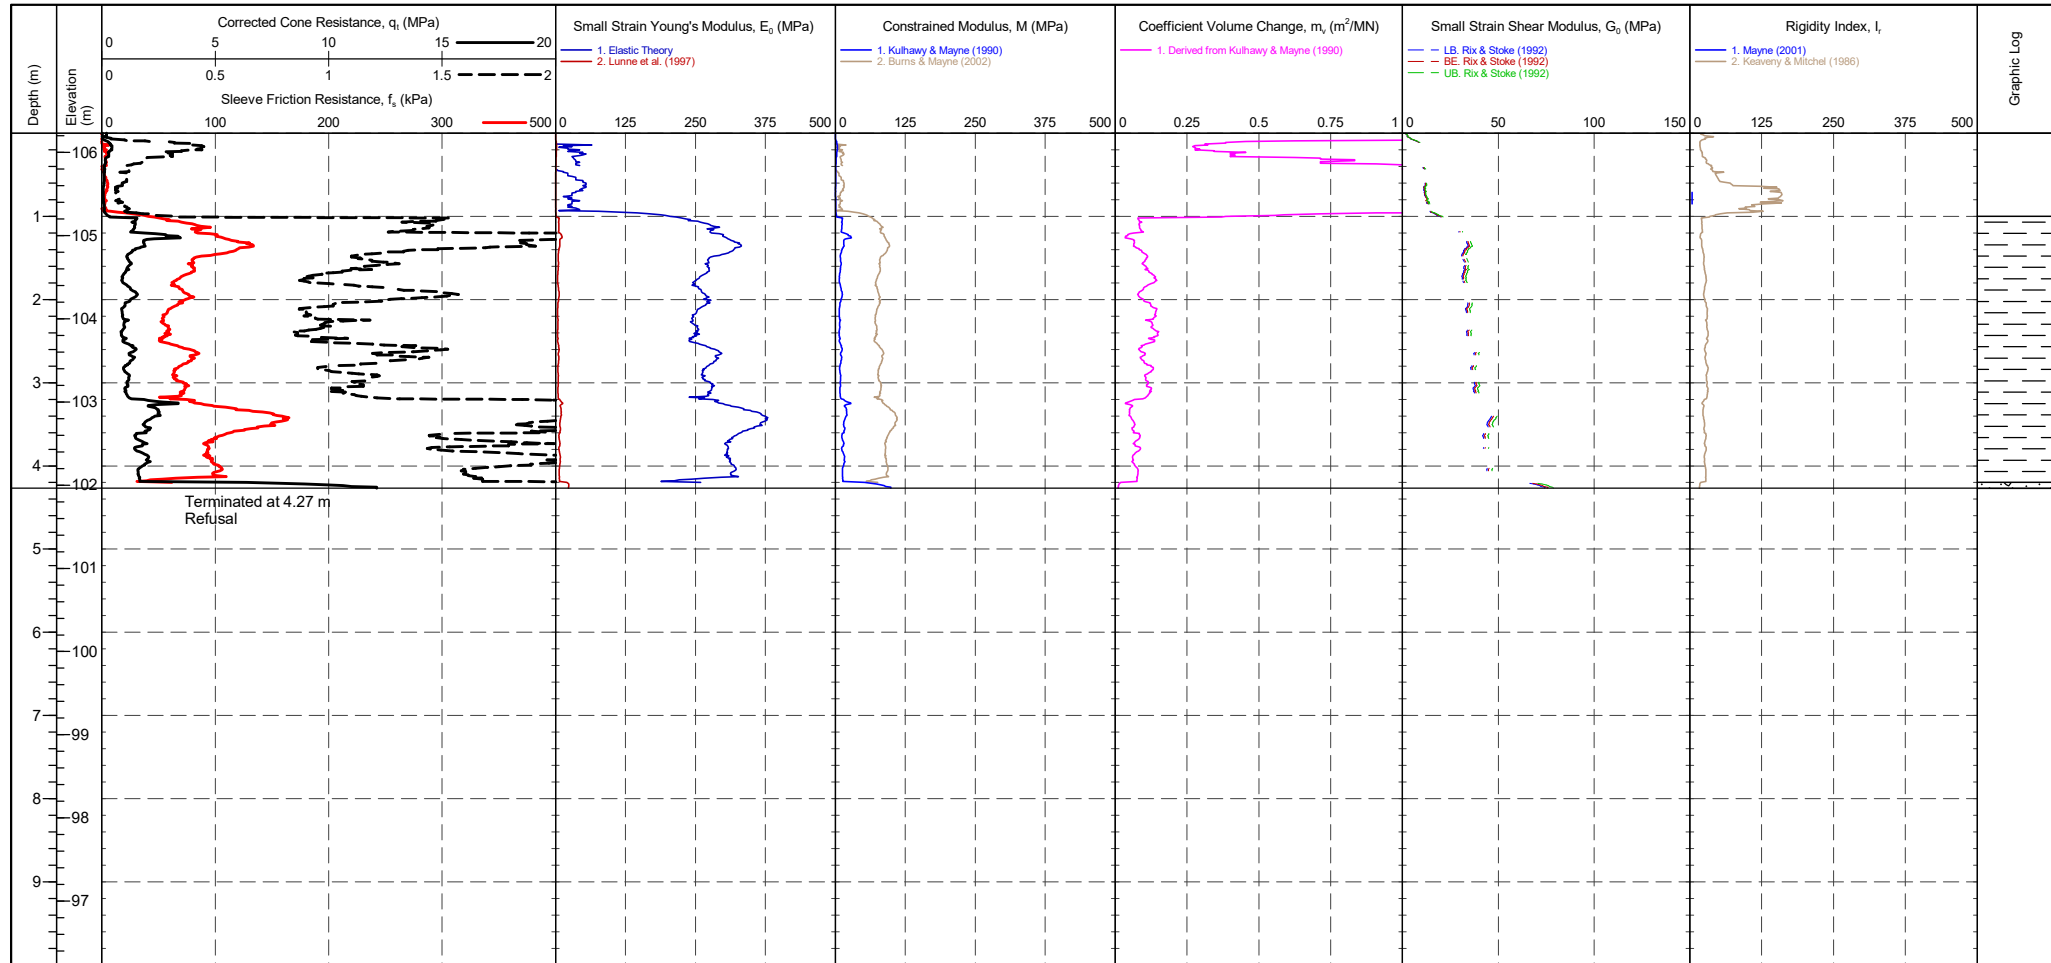 Corrected Cone Resistance, qt (MPa)
0 5 10 15 20
0 0.5 1 1.5 2
Sleeve Friction Resistance, fs (kPa)
0 100 200 300 500
Small Strain Young's Modulus, E0 (MPa)
1. Elastic Theory
2. Lunne et al. (1997)
0 125 250 375 500
Constrained Modulus, M (MPa)
1. Kulhawy & Mayne (1990)
2. Burns & Mayne (2002)
0 125 250 375 500
Coefficient Volume Change, mv (m²/MN)
1. Derived from Kulhawy & Mayne (1990)
0 0.25 0.5 0.75 1
Small Strain Shear Modulus, G0 (MPa)
LB. Rix & Stoke (1992)
BE. Rix & Stoke (1992)
UB. Rix & Stoke (1992)
0 50 100 150
Rigidity Index, Ir
1. Mayne (2001)
2. Keaveny & Mitchel (1986)
0 125 250 375 500
Graphic Log
Depth (m)
Elevation
(m)
106
1
105
2
104
3
103
4
102
Terminated at 4.27 m
Refusal
5
101
6
100
7
99
8
98
9
97